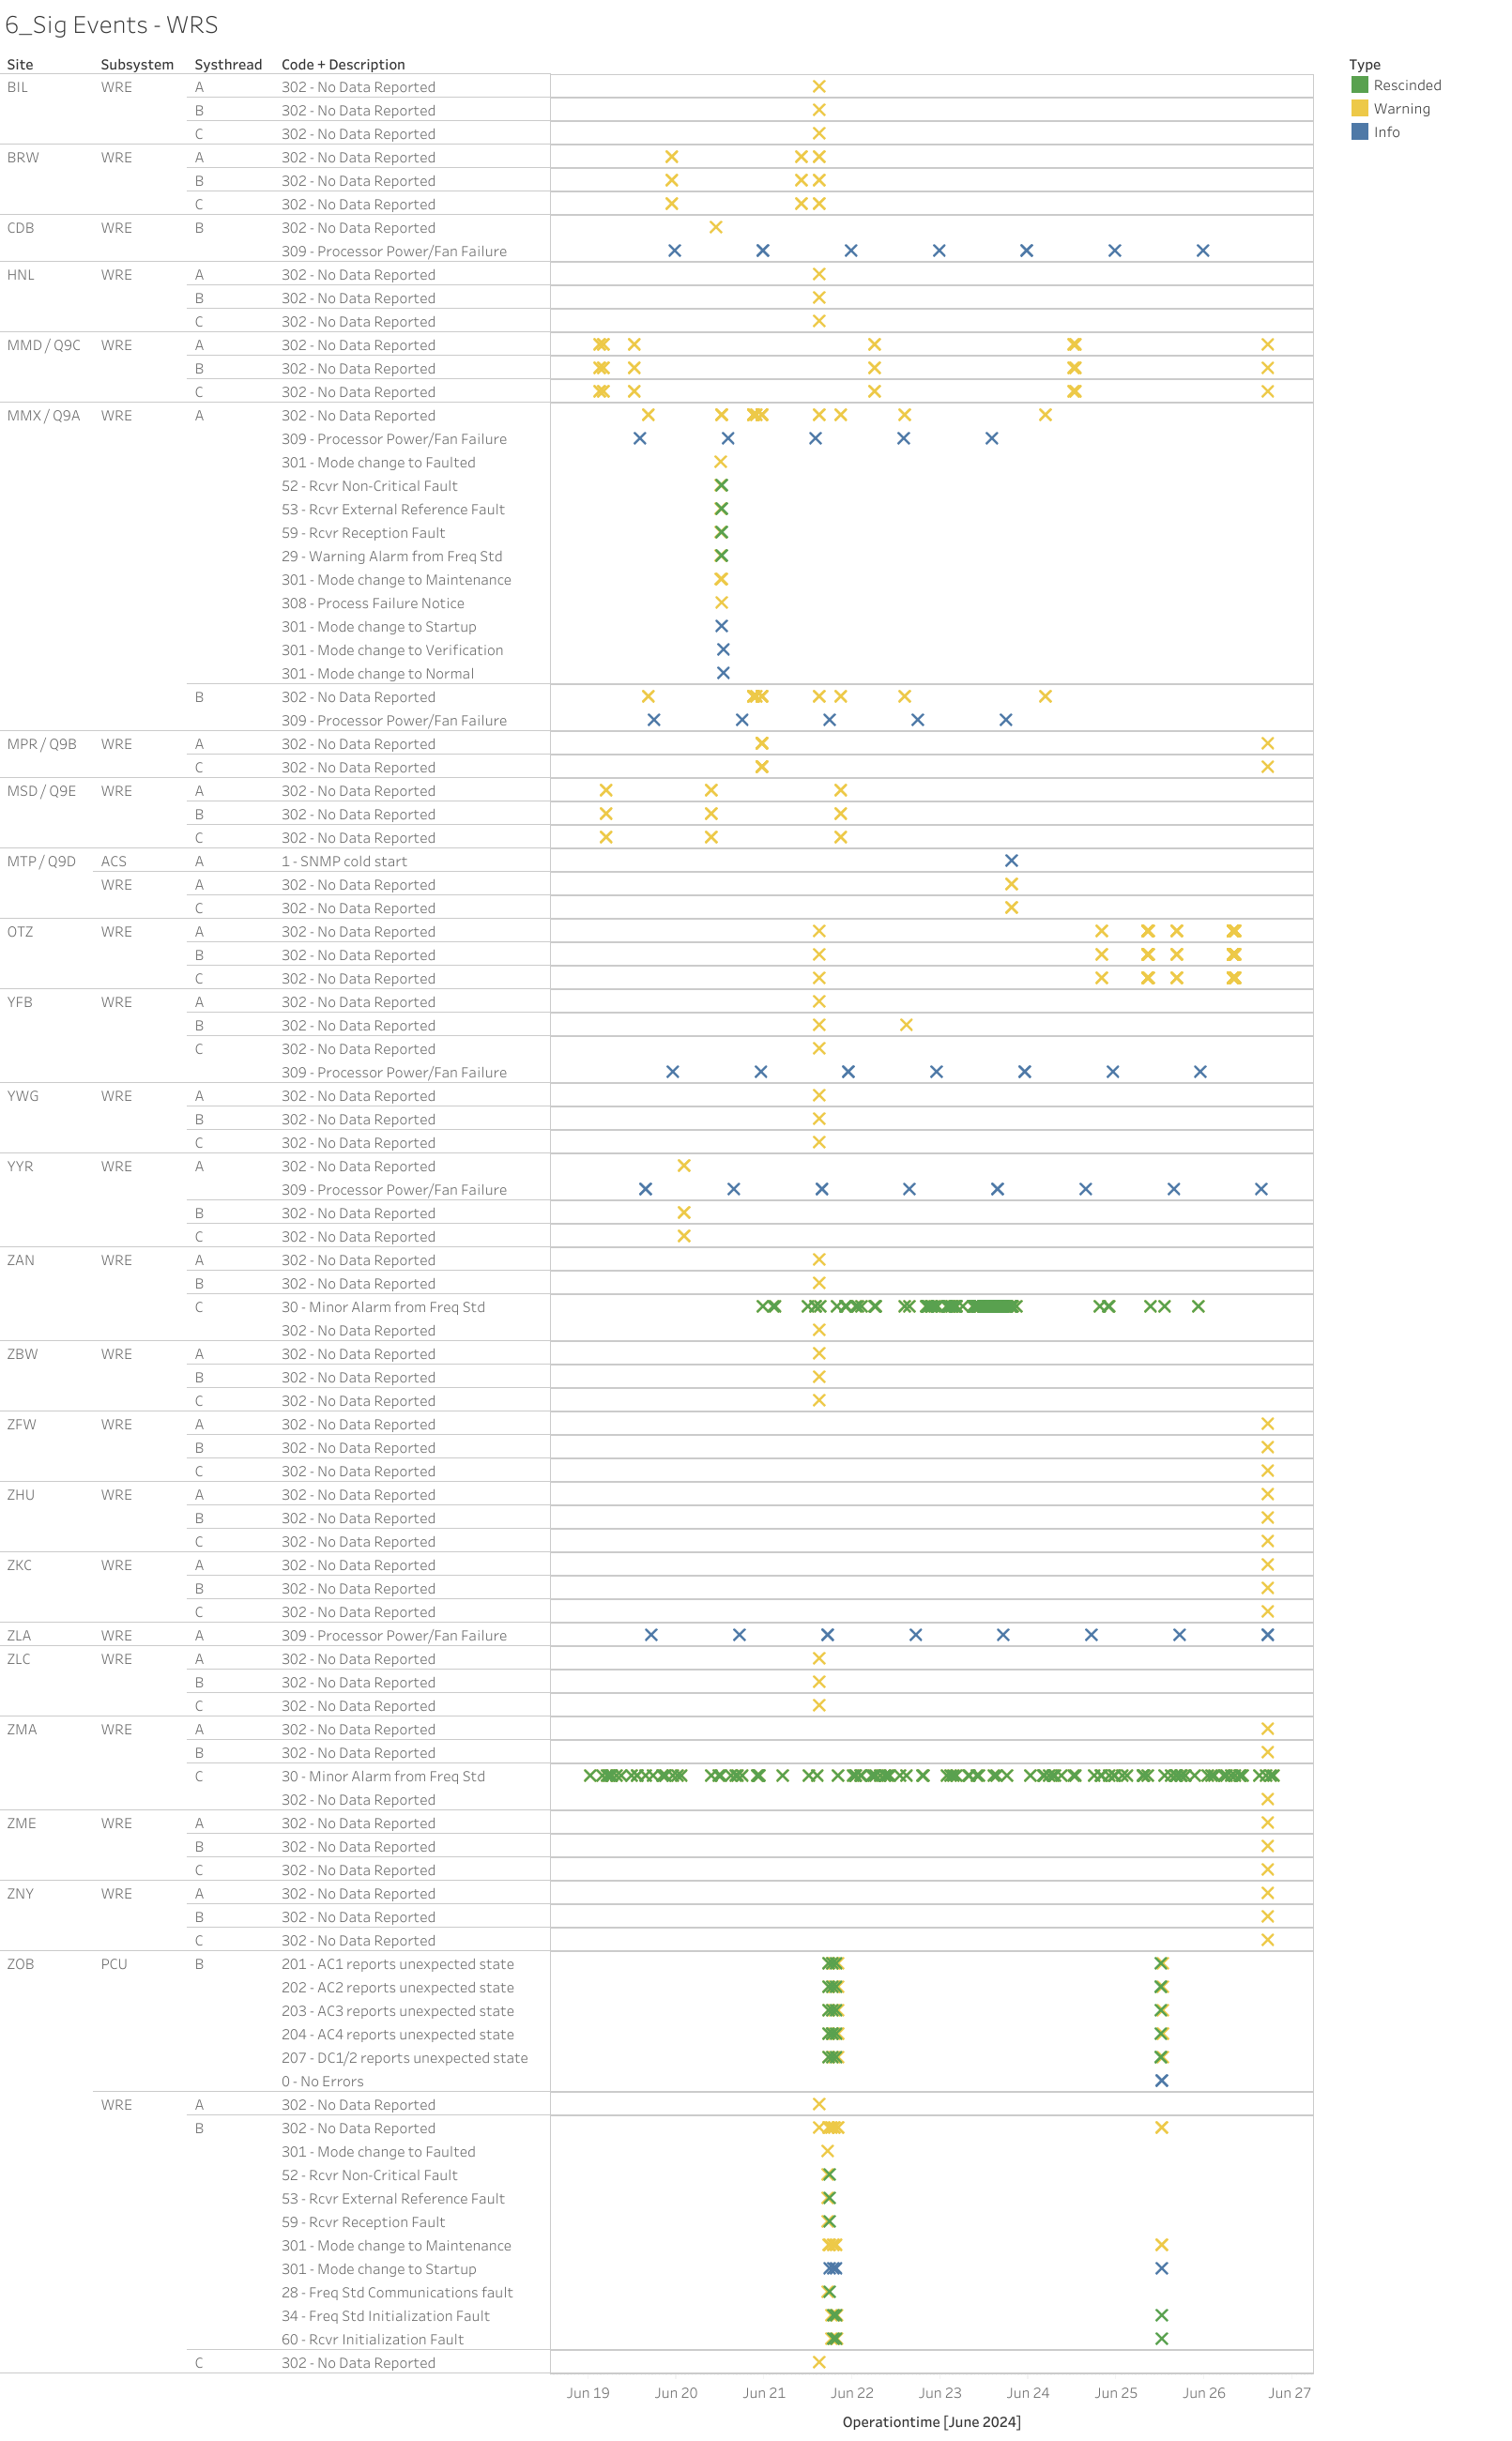 6_Sig Events - WRS
Site Subsystem Systhread Code + Description
Type
Rescinded
Warning
Info
BIL WRE A 302 - No Data Reported
B 302 - No Data Reported
C 302 - No Data Reported
BRW WRE A 302 - No Data Reported
B 302 - No Data Reported
C 302 - No Data Reported
CDB WRE B 302 - No Data Reported
309 - Processor Power/Fan Failure
HNL WRE A 302 - No Data Reported
B 302 - No Data Reported
C 302 - No Data Reported
MMD / Q9C WRE A 302 - No Data Reported
B 302 - No Data Reported
C 302 - No Data Reported
MMX / Q9A WRE A 302 - No Data Reported
309 - Processor Power/Fan Failure
301 - Mode change to Faulted
52 - Rcvr Non-Critical Fault
53 - Rcvr External Reference Fault
59 - Rcvr Reception Fault
29 - Warning Alarm from Freq Std
301 - Mode change to Maintenance
308 - Process Failure Notice
301 - Mode change to Startup
301 - Mode change to Verification
301 - Mode change to Normal
B 302 - No Data Reported
309 - Processor Power/Fan Failure
MPR / Q9B WRE A 302 - No Data Reported
C 302 - No Data Reported
MSD / Q9E WRE A 302 - No Data Reported
B 302 - No Data Reported
C 302 - No Data Reported
MTP / Q9D ACS A 1 - SNMP cold start
WRE A 302 - No Data Reported
C 302 - No Data Reported
OTZ WRE A 302 - No Data Reported
B 302 - No Data Reported
C 302 - No Data Reported
YFB WRE A 302 - No Data Reported
B 302 - No Data Reported
C 302 - No Data Reported
309 - Processor Power/Fan Failure
YWG WRE A 302 - No Data Reported
B 302 - No Data Reported
C 302 - No Data Reported
YYR WRE A 302 - No Data Reported
309 - Processor Power/Fan Failure
B 302 - No Data Reported
C 302 - No Data Reported
ZAN WRE A 302 - No Data Reported
B 302 - No Data Reported
C 30 - Minor Alarm from Freq Std
302 - No Data Reported
ZBW WRE A 302 - No Data Reported
B 302 - No Data Reported
C 302 - No Data Reported
ZFW WRE A 302 - No Data Reported
B 302 - No Data Reported
C 302 - No Data Reported
ZHU WRE A 302 - No Data Reported
B 302 - No Data Reported
C 302 - No Data Reported
ZKC WRE A 302 - No Data Reported
B 302 - No Data Reported
C 302 - No Data Reported
ZLA WRE A 309 - Processor Power/Fan Failure
ZLC WRE A 302 - No Data Reported
B 302 - No Data Reported
C 302 - No Data Reported
ZMA WRE A 302 - No Data Reported
B 302 - No Data Reported
C 30 - Minor Alarm from Freq Std
302 - No Data Reported
ZME WRE A 302 - No Data Reported
B 302 - No Data Reported
C 302 - No Data Reported
ZNY WRE A 302 - No Data Reported
B 302 - No Data Reported
C 302 - No Data Reported
ZOB PCU B 201 - AC1 reports unexpected state
202 - AC2 reports unexpected state
203 - AC3 reports unexpected state
204 - AC4 reports unexpected state
207 - DC1/2 reports unexpected state
0 - No Errors
WRE A 302 - No Data Reported
B 302 - No Data Reported
301 - Mode change to Faulted
52 - Rcvr Non-Critical Fault
53 - Rcvr External Reference Fault
59 - Rcvr Reception Fault
301 - Mode change to Maintenance
301 - Mode change to Startup
28 - Freq Std Communications fault
34 - Freq Std Initialization Fault
60 - Rcvr Initialization Fault
C 302 - No Data Reported
Jun 19 Jun 20 Jun 21 Jun 22 Jun 23 Jun 24 Jun 25 Jun 26 Jun 27
Operationtime [June 2024]